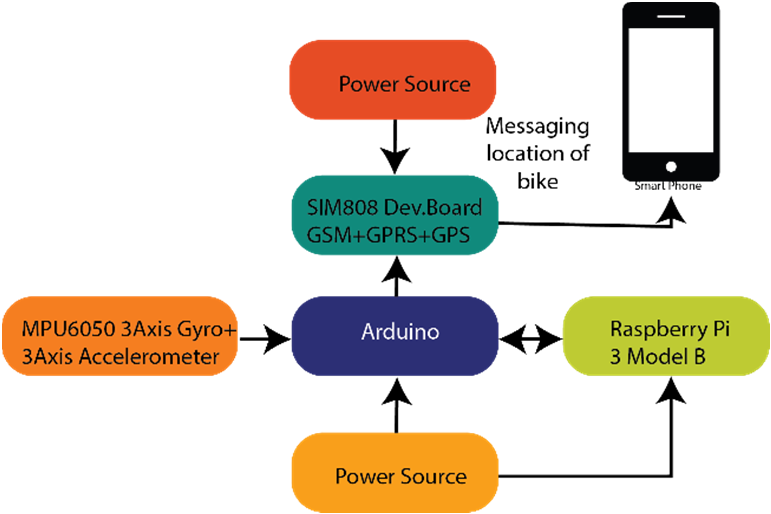 Power Source
Messaging
location of
bike
Smart Phone
SIM808 Dev.Board
GSM+GPRS+GPS
MPU6050 3Axis Gyro+
3Axis Accelerometer
Arduino
Raspberry Pi
3 Model B
Power Source